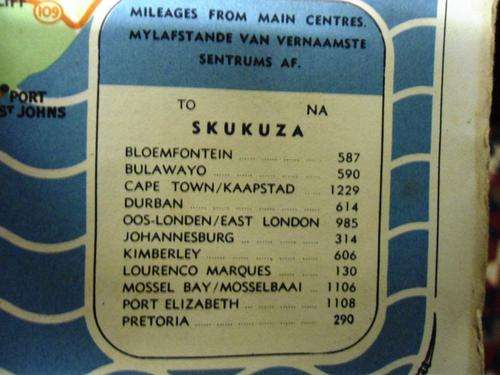 109
PORT
ST JOHNS
MILEAGES FROM MAIN CENTRES.
MYLAFSTANDE VAN VERNAAMSTE
SENTRUMS AF.
TO NA
SKUKUZA
BLOEMFONTEIN 587
BULAWAYO 590
CAPE TOWN/KAAPSTAD 1229
DURBAN 614
OOS-LONDEN/EAST LONDON 985
JOHANNESBURG 314
KIMBERLEY 606
LOURENCO MARQUES 130
MOSSEL BAY/MOSSELBAAI 1106
PORT ELIZABETH 1108
PRETORIA 290